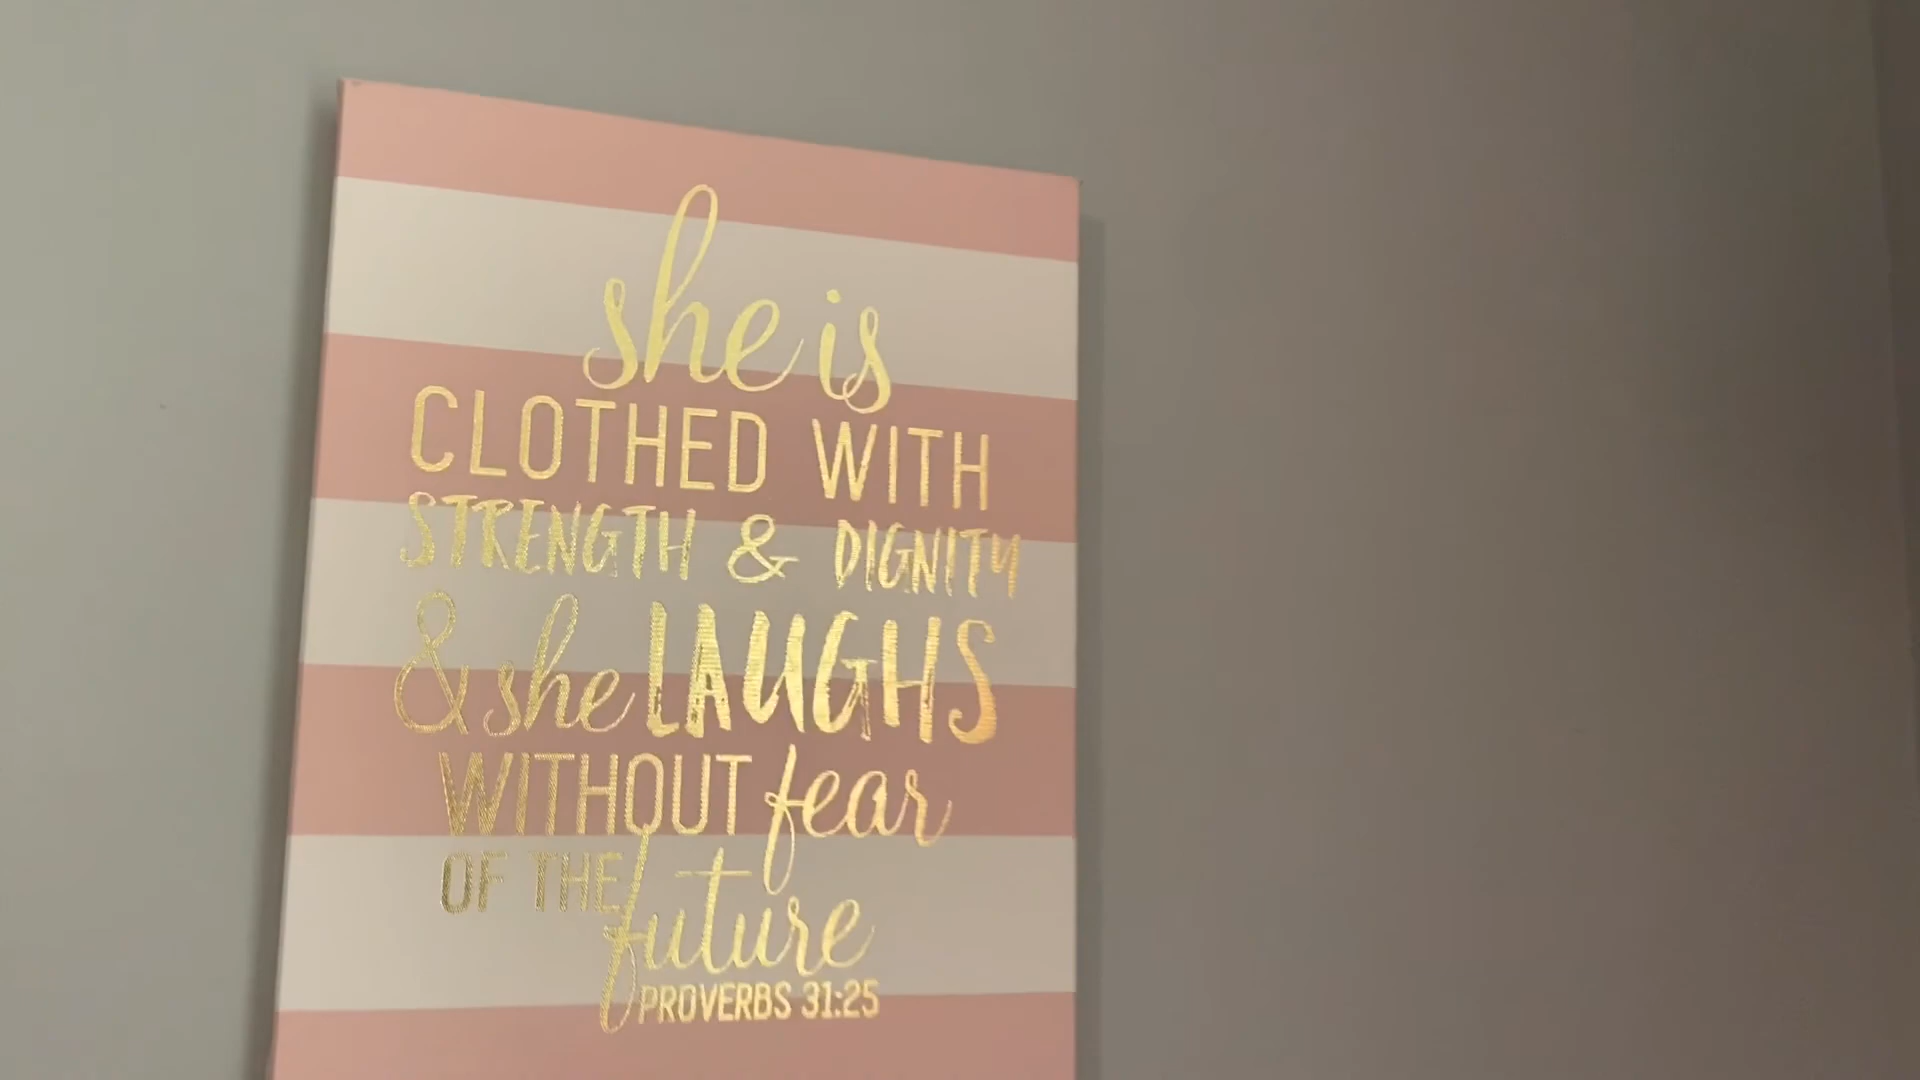 she is
CLOTHED WITH
STRENGTH & DIGNITY
& she LAUGHS
WITHOUT fear
OF THE future
PROVERBS 31:25